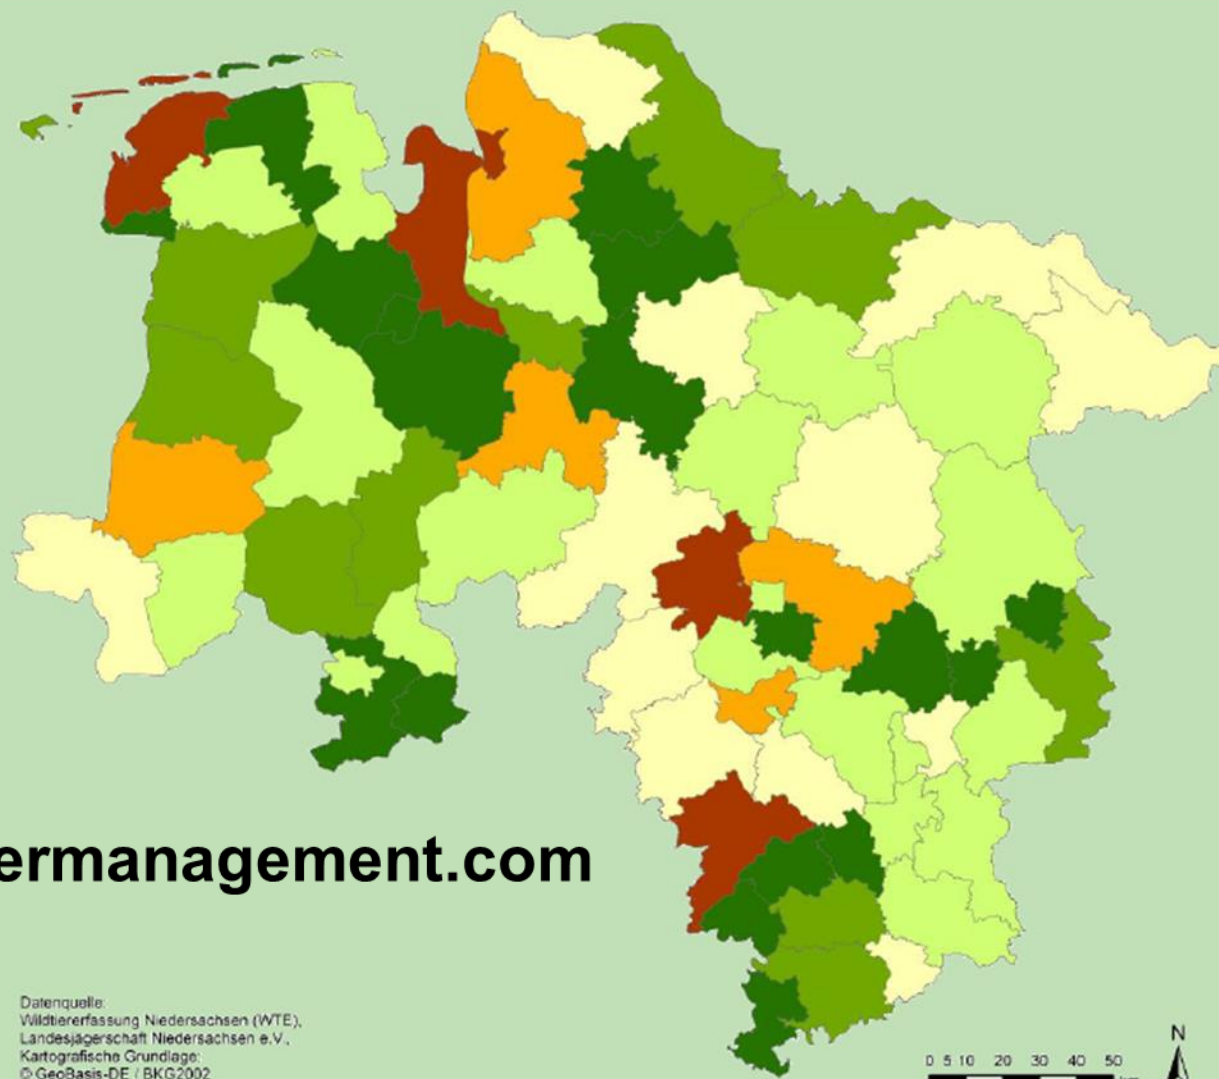 ermanagement.com
Datenquelle:
Wildtiererfassung Niedersachsen (WTE),
Landesjägerschaft Niedersachsen e.V.,
Kartografische Grundlage:
© GeoBasis-DE / BKG2002
N
0 5 10 20 30 40 50